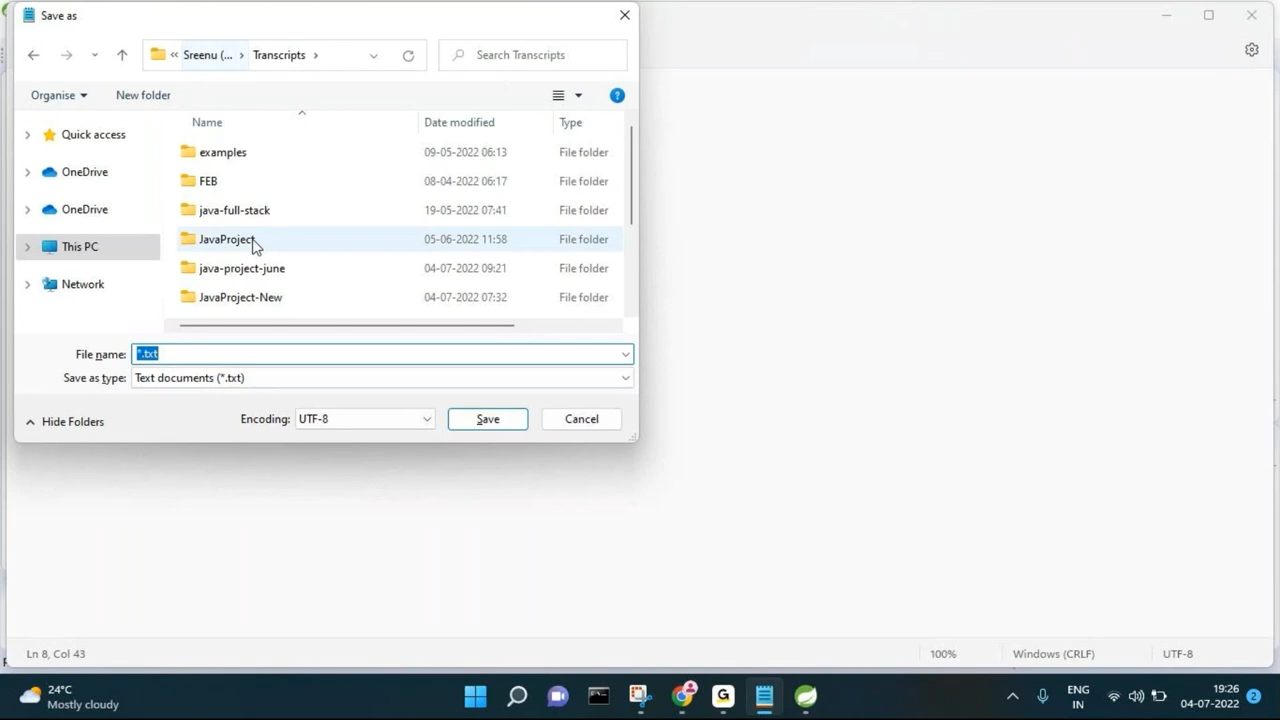 Save as
« Sreenu (... > Transcripts >
Search Transcripts
Organise
New folder
?
Name
Date modified
Type
Quick access
OneDrive
OneDrive
This PC
Network
examples 09-05-2022 06:13 File folder
FEB 08-04-2022 06:17 File folder
java-full-stack 19-05-2022 07:41 File folder
JavaProject 05-06-2022 11:58 File folder
java-project-june 04-07-2022 09:21 File folder
JavaProject-New 04-07-2022 07:32 File folder
File name: *.txt
Save as type: Text documents (*.txt)
Hide Folders
Encoding: UTF-8
Save
Cancel
Ln 8, Col 43
100%
Windows (CRLF)
UTF-8
24°C
Mostly cloudy
G
ENG
IN
19:26
04-07-2022
2